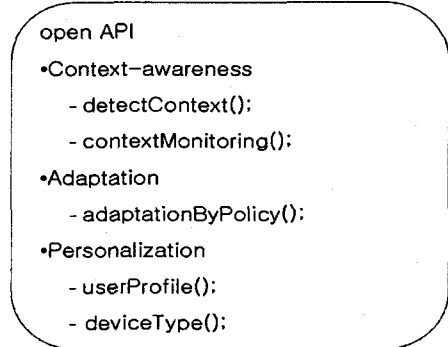 open API
•Context-awareness
- detectContext();
- contextMonitoring();
•Adaptation
- adaptationByPolicy();
•Personalization
- userProfile();
- deviceType();